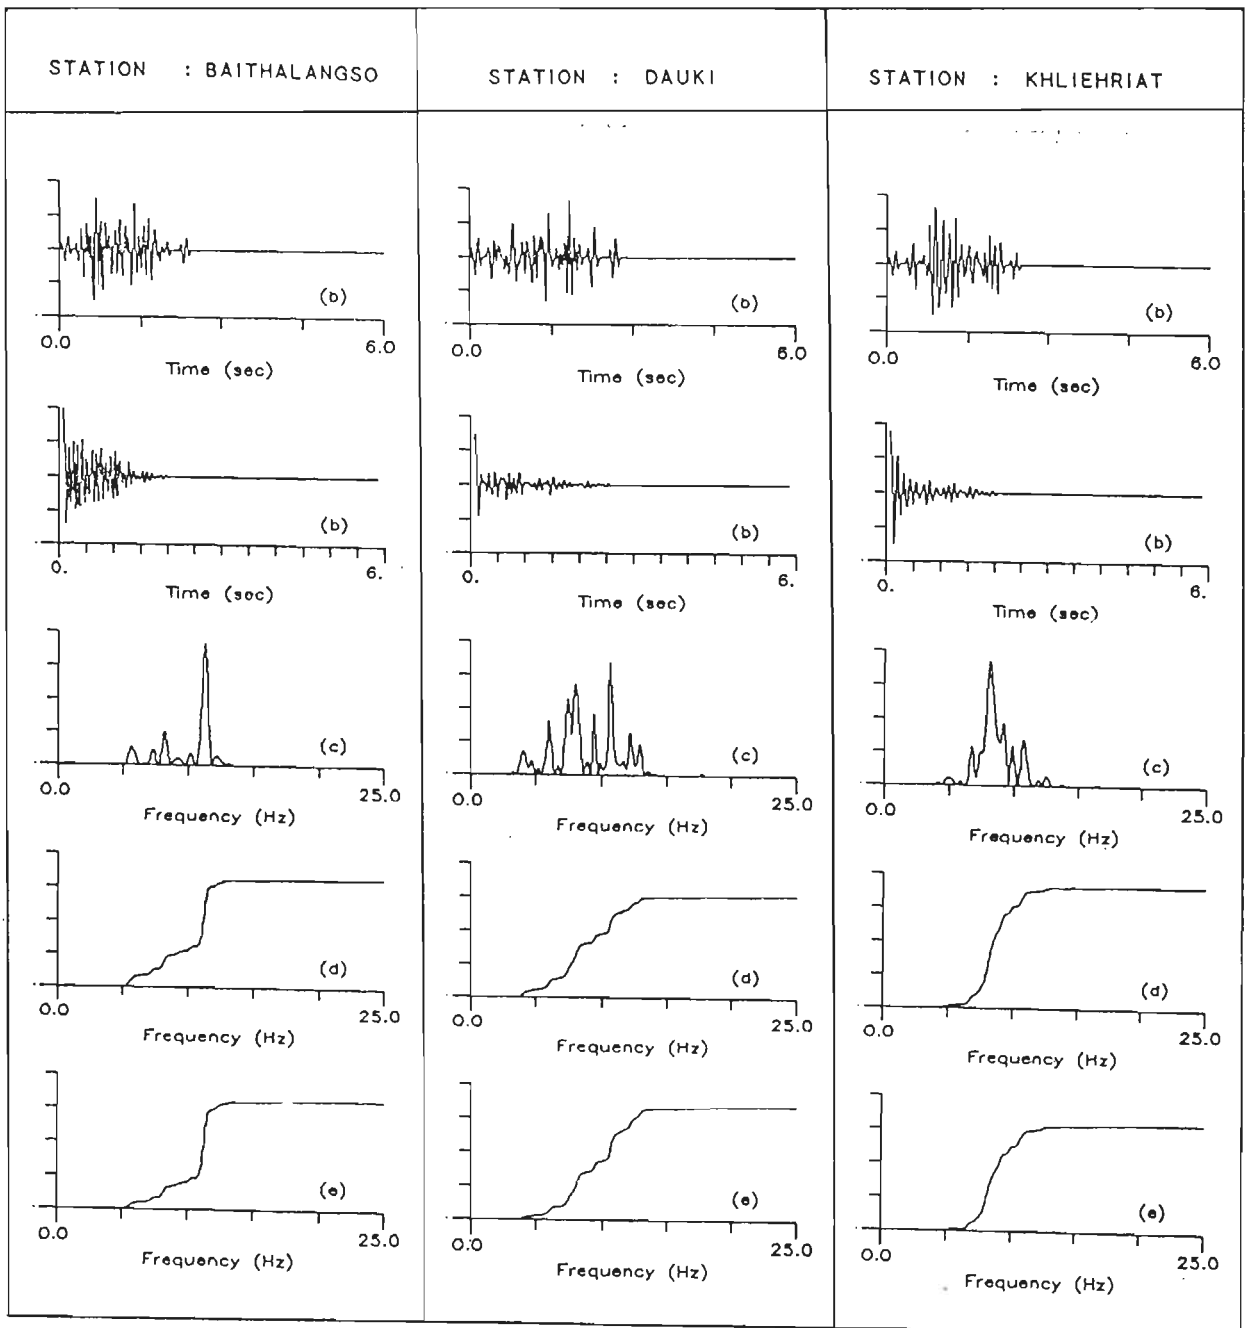 STATION : BAITHALANGSO
(b)
0.0 6.0
Time (sec)
(b)
0. 6.
Time (sec)
(c)
0.0 25.0
Frequency (Hz)
(d)
0.0 25.0
Frequency (Hz)
(e)
0.0 25.0
Frequency (Hz)
STATION : DAUKI
(b)
0.0 6.0
Time (sec)
(b)
0. 6.
Time (sec)
(c)
0.0 25.0
Frequency (Hz)
(d)
0.0 25.0
Frequency (Hz)
(e)
0.0 25.0
Frequency (Hz)
STATION : KHLIEHRIAT
(b)
0.0 6.0
Time (sec)
(b)
0. 6.
Time (sec)
(c)
0.0 25.0
Frequency (Hz)
(d)
0.0 25.0
Frequency (Hz)
(e)
0.0 25.0
Frequency (Hz)